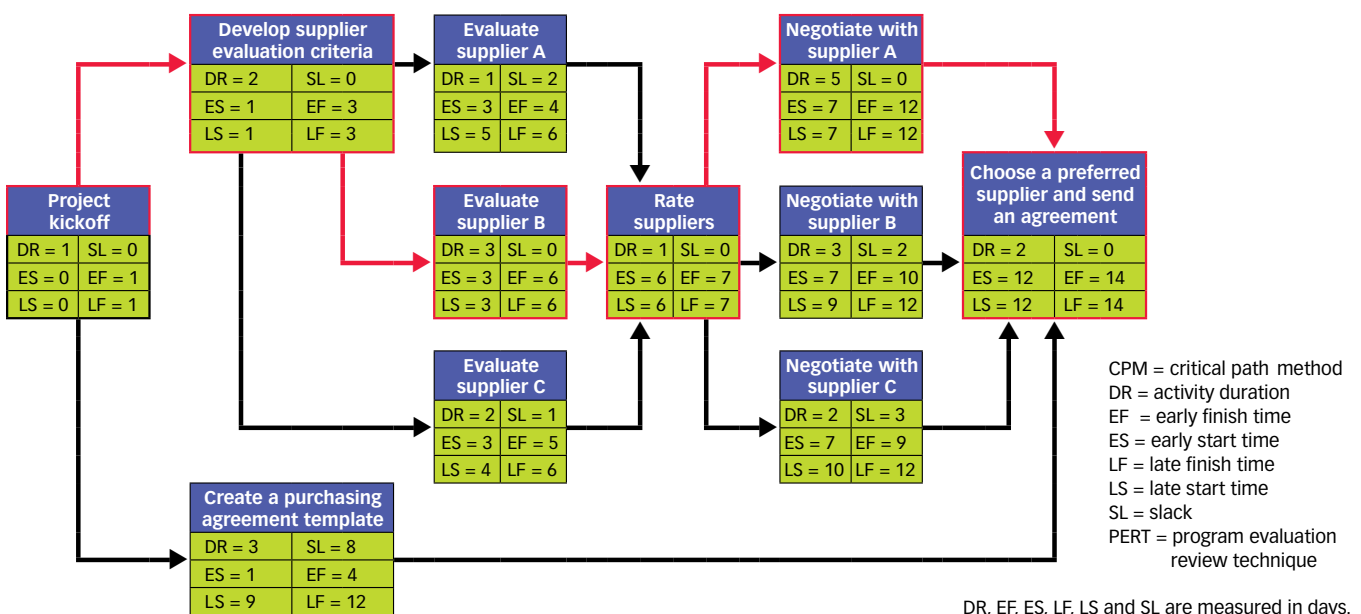 Develop supplier
evaluation criteria
DR = 2 SL = 0
ES = 1 EF = 3
LS = 1 LF = 3
Evaluate
supplier A
DR = 1 SL = 2
ES = 3 EF = 4
LS = 5 LF = 6
Negotiate with
supplier A
DR = 5 SL = 0
ES = 7 EF = 12
LS = 7 LF = 12
Project
kickoff
DR = 1 SL = 0
ES = 0 EF = 1
LS = 0 LF = 1
Evaluate
supplier B
DR = 3 SL = 0
ES = 3 EF = 6
LS = 3 LF = 6
Rate
suppliers
DR = 1 SL = 0
ES = 6 EF = 7
LS = 6 LF = 7
Negotiate with
supplier B
DR = 3 SL = 2
ES = 7 EF = 10
LS = 9 LF = 12
Choose a preferred
supplier and send
an agreement
DR = 2 SL = 0
ES = 12 EF = 14
LS = 12 LF = 14
Evaluate
supplier C
DR = 2 SL = 1
ES = 3 EF = 5
LS = 4 LF = 6
Negotiate with
supplier C
DR = 2 SL = 3
ES = 7 EF = 9
LS = 10 LF = 12
Create a purchasing
agreement template
DR = 3 SL = 8
ES = 1 EF = 4
LS = 9 LF = 12
CPM = critical path method
DR = activity duration
EF = early finish time
ES = early start time
LF = late finish time
LS = late start time
SL = slack
PERT = program evaluation
review technique
DR, EF, ES, LF, LS and SL are measured in days.